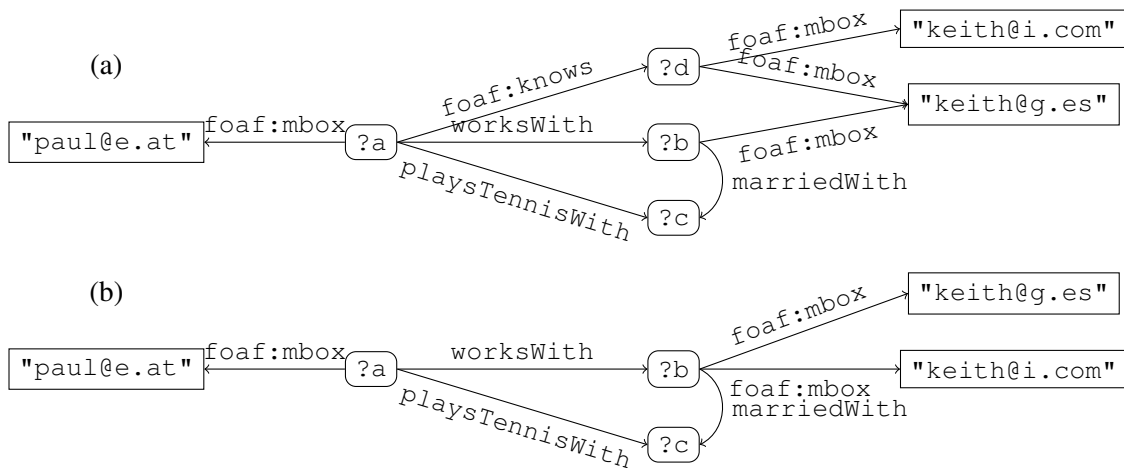 foaf:mbox
"keith@i.com"
(a)
foaf:knows
?d
foaf:mbox
"keith@g.es"
"paul@e.at"
foaf:mbox
?a
worksWith
?b
foaf:mbox
playsTennisWith
marriedWith
?c
(b)
foaf:mbox
"keith@g.es"
"paul@e.at"
foaf:mbox
?a
worksWith
?b
"keith@i.com"
foaf:mbox
playsTennisWith
marriedWith
?c